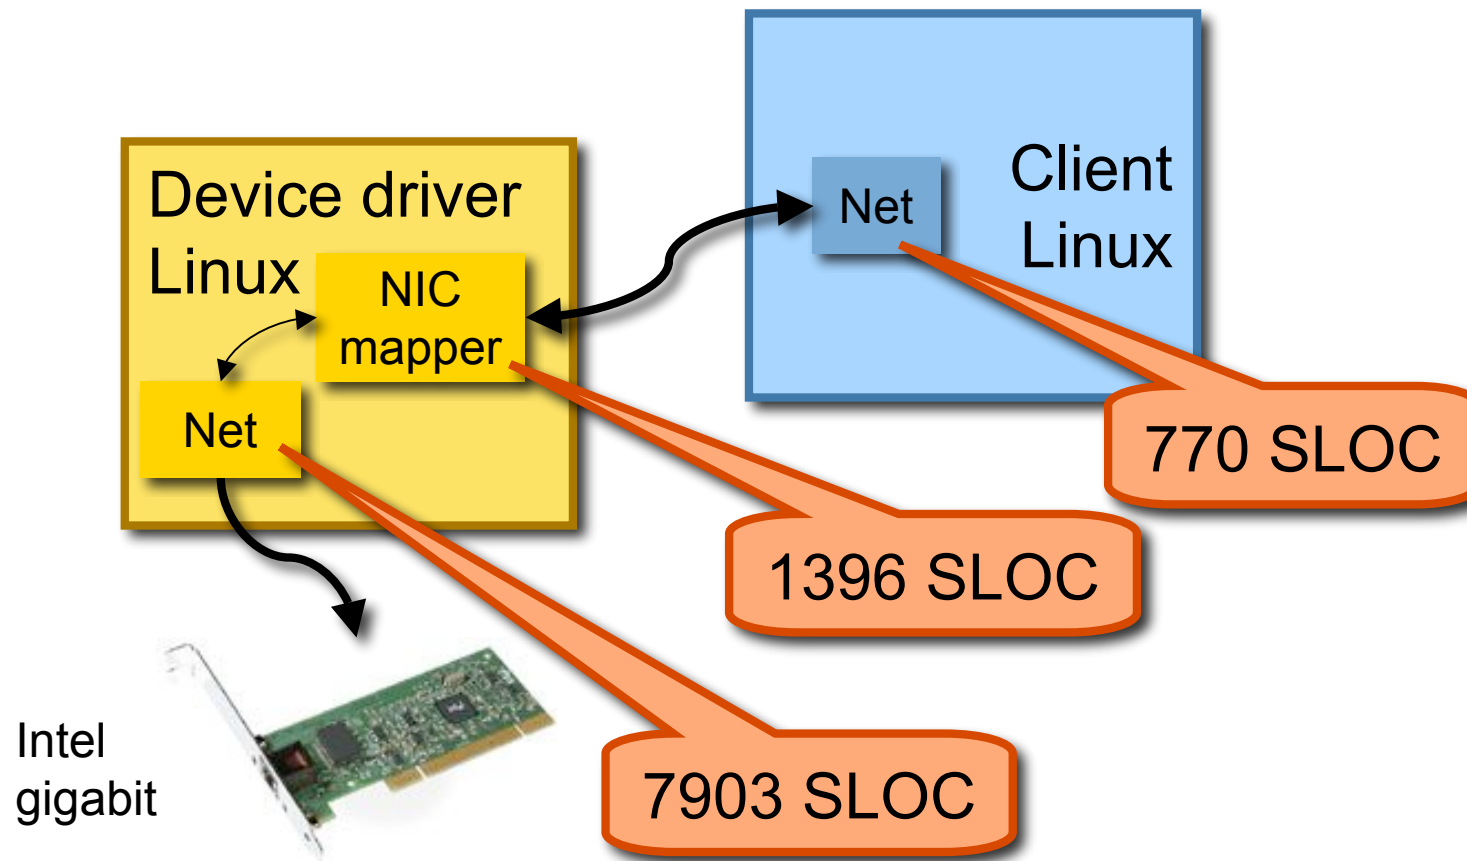 Device driver
Linux
NIC
mapper
Net
Client
Linux
Net
770 SLOC
1396 SLOC
7903 SLOC
Intel
gigabit